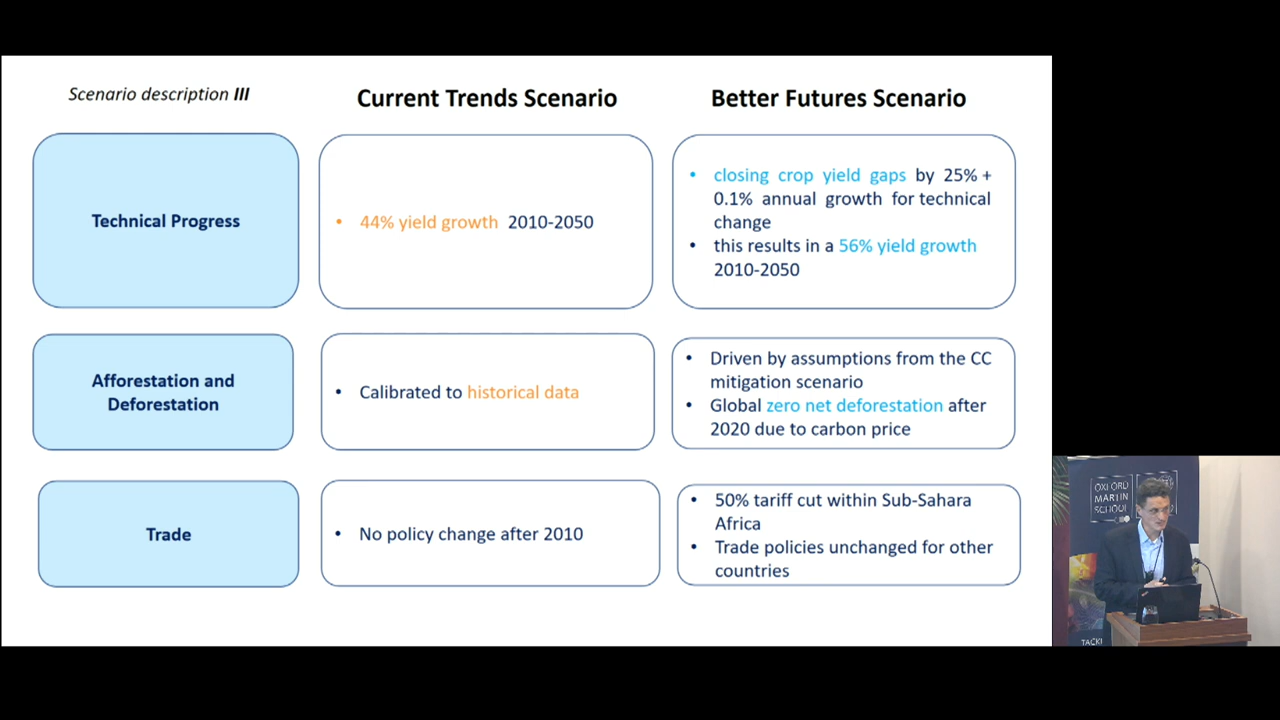 Scenario description III
Current Trends Scenario
Better Futures Scenario
Technical Progress
• 44% yield growth 2010-2050
• closing crop yield gaps by 25% +
0.1% annual growth for technical
change
• this results in a 56% yield growth
2010-2050
Afforestation and
Deforestation
• Calibrated to historical data
• Driven by assumptions from the CC
mitigation scenario
• Global zero net deforestation after
2020 due to carbon price
Trade
• No policy change after 2010
• 50% tariff cut within Sub-Sahara
Africa
• Trade policies unchanged for other
countries
OXFORD
MARTIN
SCHOOL
TACKL